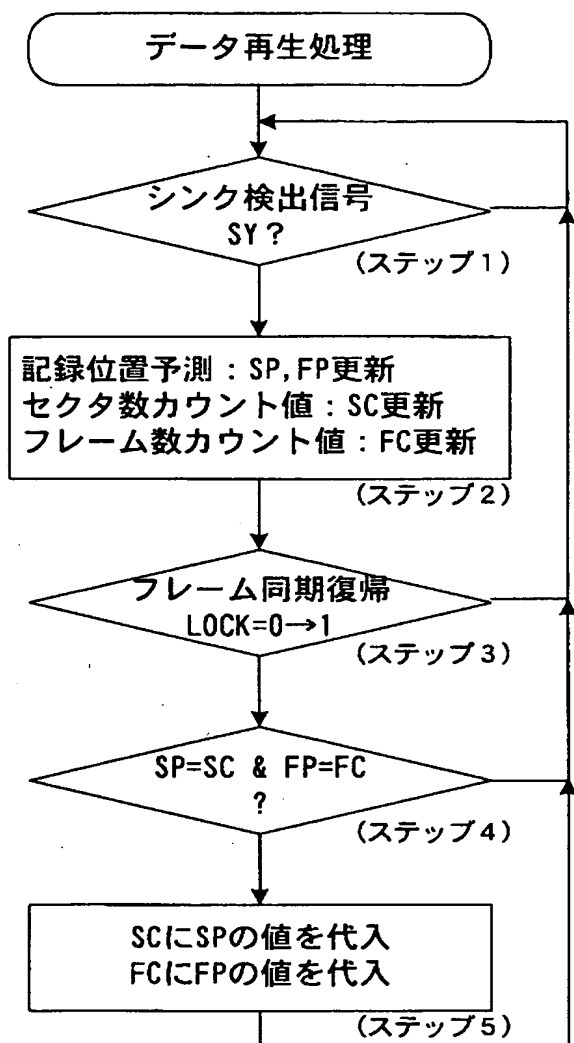 データ再生処理
シンク検出信号
SY?
(ステップ1)
記録位置予測:SP,FP更新
セクタ数カウント値:SC更新
フレーム数カウント値:FC更新
(ステップ2)
フレーム同期復帰
LOCK=0→1
(ステップ3)
SP=SC & FP=FC
?
(ステップ4)
SCにSPの値を代入
FCにFPの値を代入
(ステップ5)